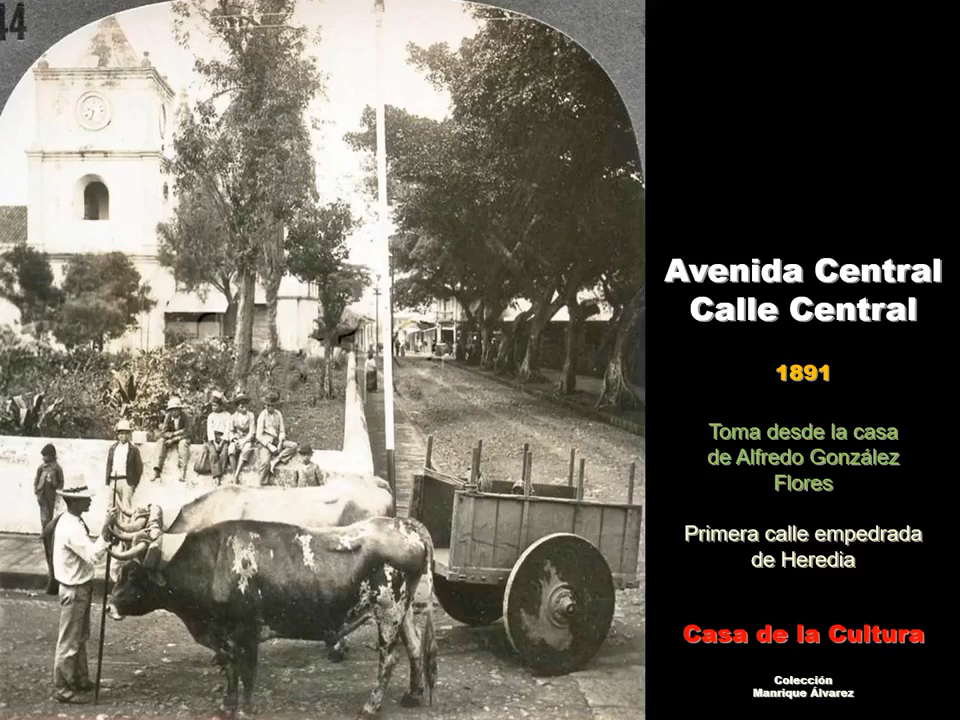 44
Avenida Central
Calle Central
1891
Toma desde la casa
de Alfredo González
Flores
Primera calle empedrada
de Heredia
Casa de la Cultura
Colección
Manrique Álvarez